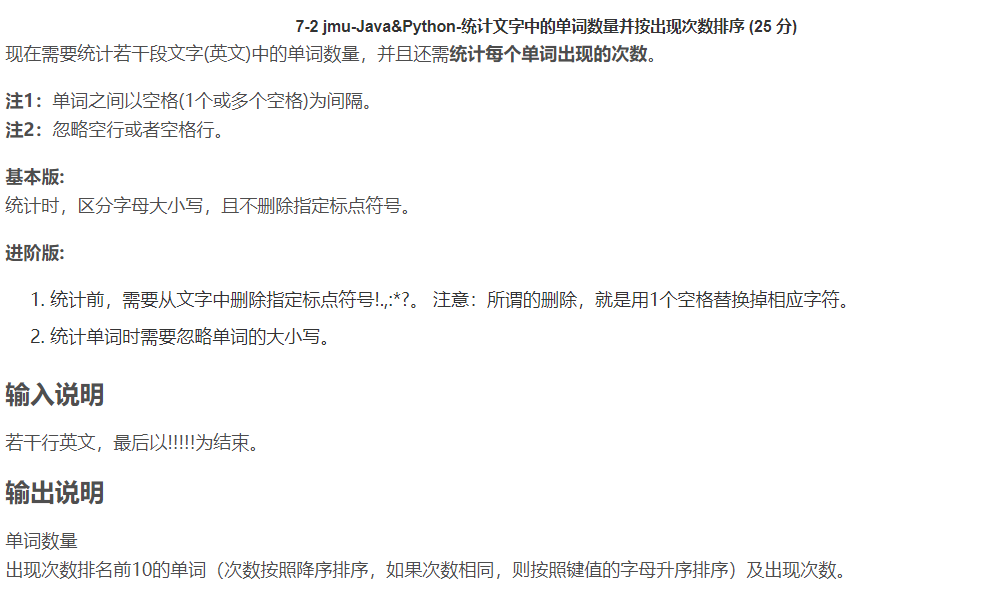 7-2 jmu-Java&Python-统计文字中的单词数量并按出现次数排序 (25 分)
现在需要统计若干段文字(英文)中的单词数量，并且还需统计每个单词出现的次数。
注1：单词之间以空格(1个或多个空格)为间隔。
注2：忽略空行或者空格行。
基本版:
统计时，区分字母大小写，且不删除指定标点符号。
进阶版:
1. 统计前，需要从文字中删除指定标点符号!.,:*?。 注意：所谓的删除，就是用1个空格替换掉相应字符。
2. 统计单词时需要忽略单词的大小写。
输入说明
若干行英文，最后以!!!!!为结束。
输出说明
单词数量
出现次数排名前10的单词（次数按照降序排序，如果次数相同，则按照键值的字母升序排序）及出现次数。